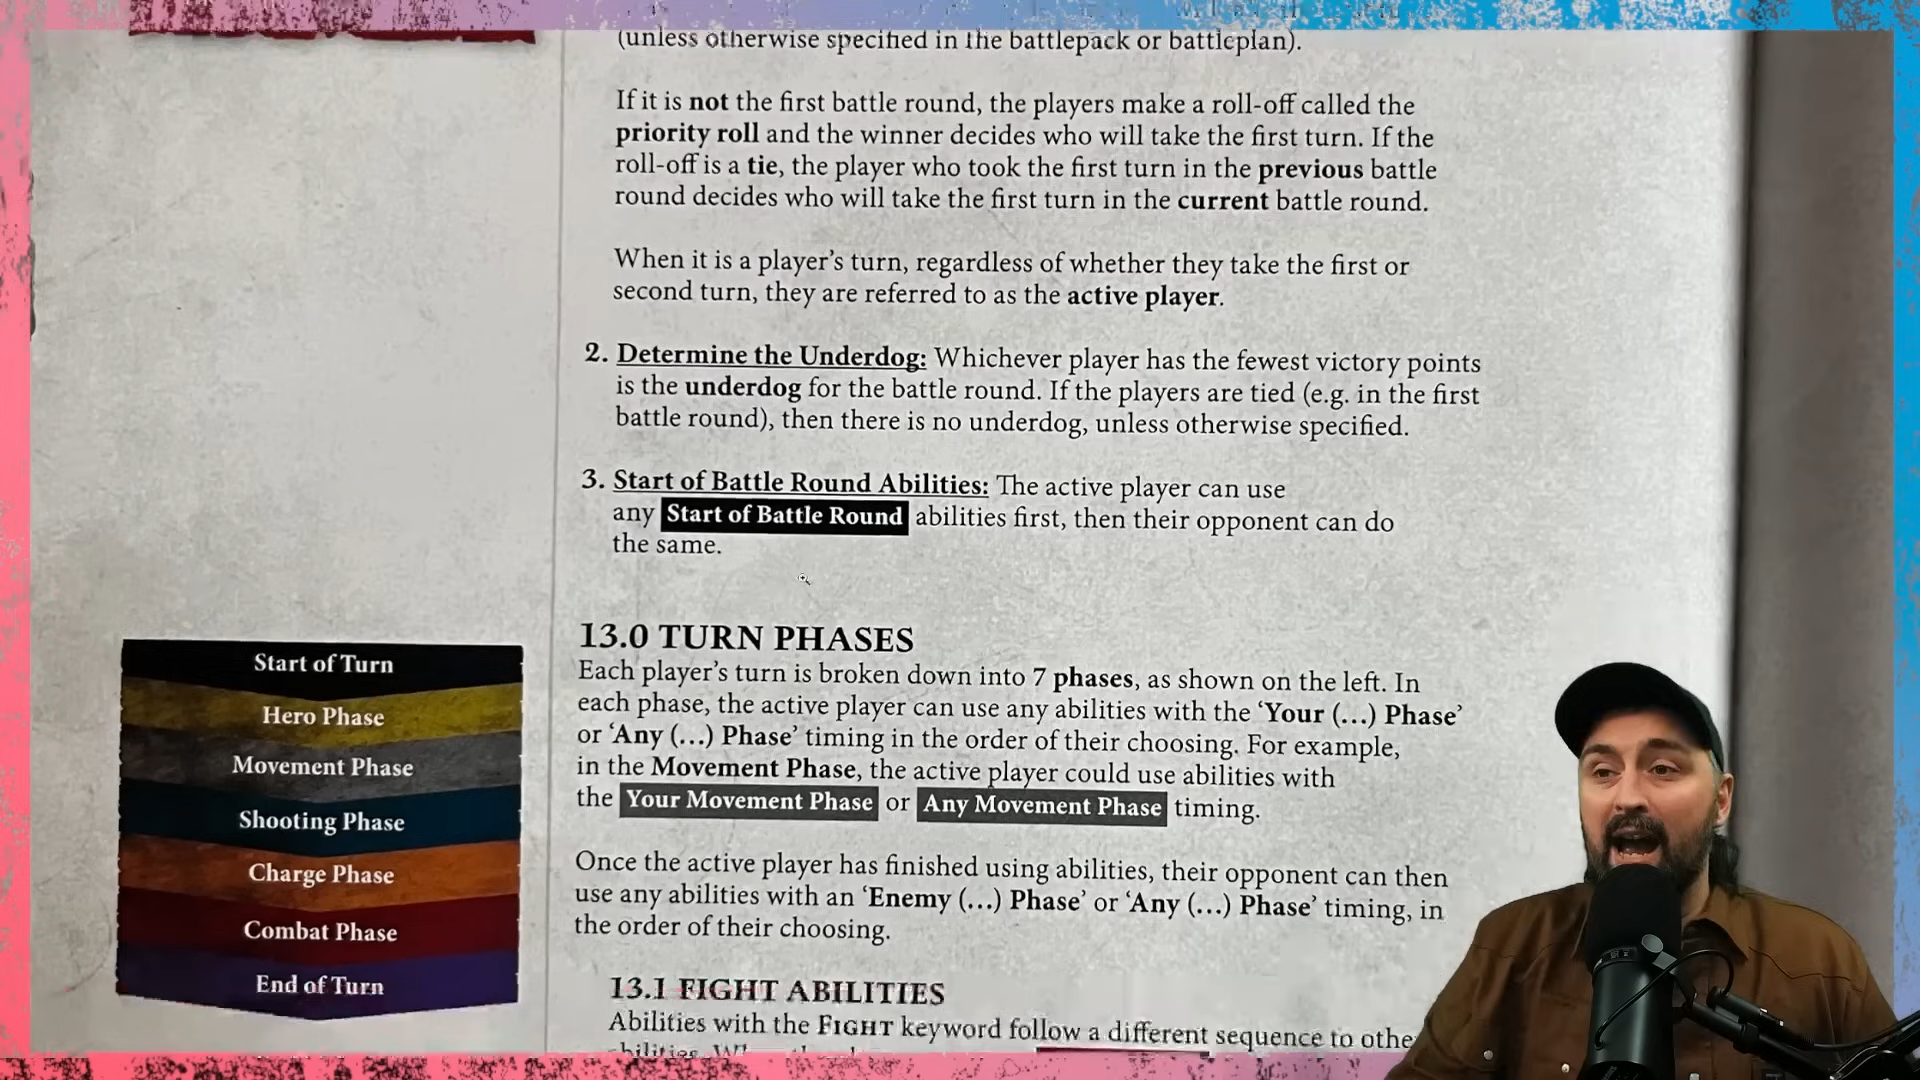 (unless otherwise specified in the battlepack or battleplan).
If it is not the first battle round, the players make a roll-off called the
priority roll and the winner decides who will take the first turn. If the
roll-off is a tie, the player who took the first turn in the previous battle
round decides who will take the first turn in the current battle round.
When it is a player's turn, regardless of whether they take the first or
second turn, they are referred to as the active player.
2. Determine the Underdog: Whichever player has the fewest victory points
is the underdog for the battle round. If the players are tied (e.g. in the first
battle round), then there is no underdog, unless otherwise specified.
3. Start of Battle Round Abilities: The active player can use
any Start of Battle Round abilities first, then their opponent can do
the same.
Start of Turn
Hero Phase
Movement Phase
Shooting Phase
Charge Phase
Combat Phase
End of Turn
13.0 TURN PHASES
Each player's turn is broken down into 7 phases, as shown on the left. In
each phase, the active player can use any abilities with the 'Your (...) Phase'
or 'Any (...) Phase' timing in the order of their choosing. For example,
in the Movement Phase, the active player could use abilities with
the Your Movement Phase or Any Movement Phase timing.
Once the active player has finished using abilities, their opponent can then
use any abilities with an 'Enemy (...) Phase' or 'Any (...) Phase' timing, in
the order of their choosing.
13.1 FIGHT ABILITIES
Abilities with the FIGHT keyword follow a different sequence to othe